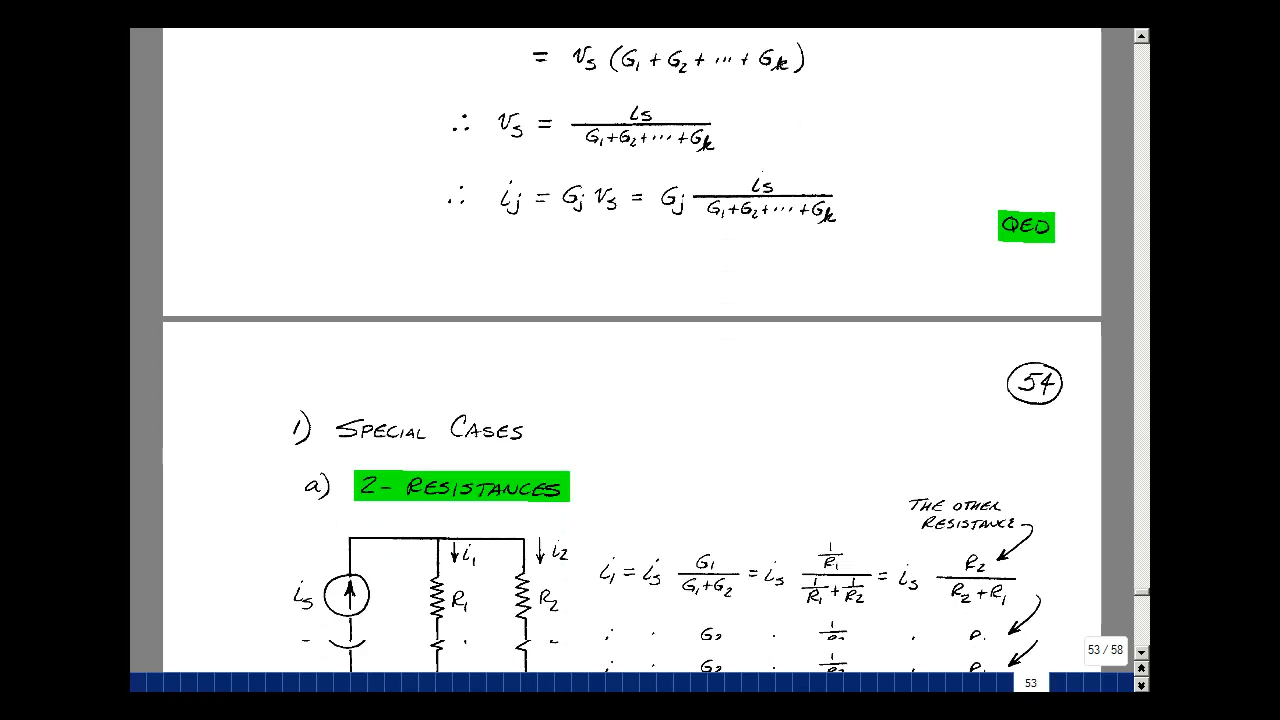 = vs (G1 + G2 + ... + Gk)
∴ vs = is / (G1+G2+...+Gk)
∴ ij = Gj vs = Gj is / (G1+G2+...+Gk)
QED
54
1) SPECIAL CASES
a) 2- RESISTANCES
THE OTHER
RESISTANCE
is
i1
R1
i2
R2
i1 = is G1 / (G1+G2) = is (1/R1) / (1/R1 + 1/R2) = is R2 / (R2+R1)
53 / 58
53